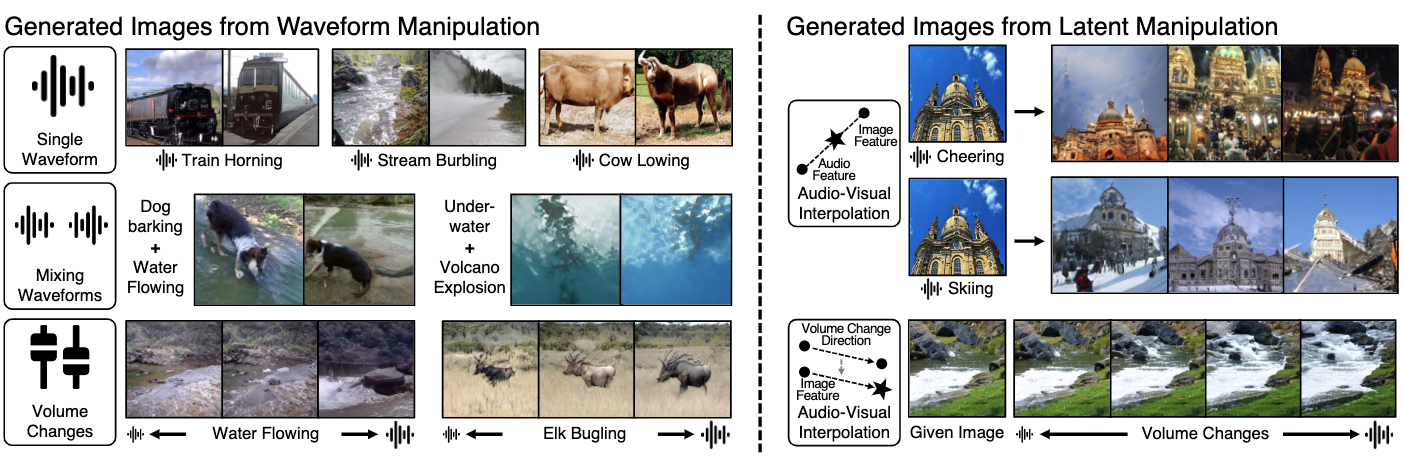 Generated Images from Waveform Manipulation
Single
Waveform
Train Horning
Stream Burbling
Cow Lowing
Mixing
Waveforms
Dog
barking
+
Water
Flowing
Under-
water
+
Volcano
Explosion
Volume
Changes
Water Flowing
Elk Bugling
Generated Images from Latent Manipulation
Image
Feature
Audio
Feature
Audio-Visual
Interpolation
Cheering
Skiing
Volume Change
Direction
Image
Feature
Audio-Visual
Interpolation
Given Image
Volume Changes